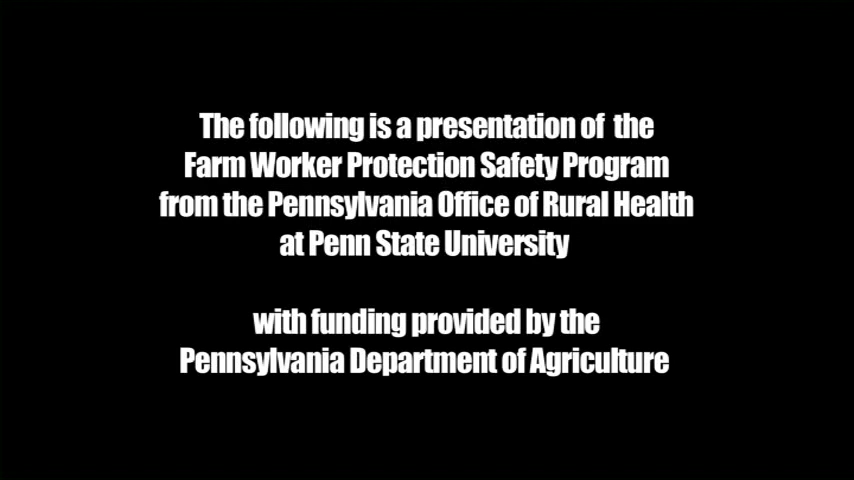 The following is a presentation of the
Farm Worker Protection Safety Program
from the Pennsylvania Office of Rural Health
at Penn State University
with funding provided by the
Pennsylvania Department of Agriculture